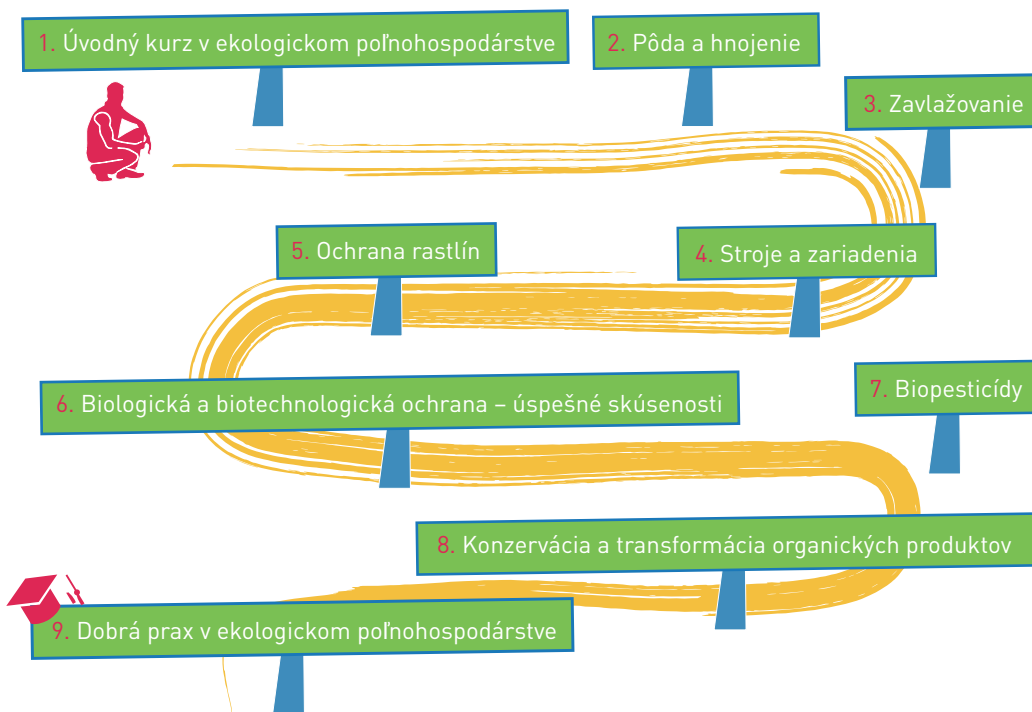 1. Úvodný kurz v ekologickom poľnohospodárstve
2. Pôda a hnojenie
3. Zavlažovanie
4. Stroje a zariadenia
5. Ochrana rastlín
6. Biologická a biotechnologická ochrana – úspešné skúsenosti
7. Biopesticídy
8. Konzervácia a transformácia organických produktov
9. Dobrá prax v ekologickom poľnohospodárstve